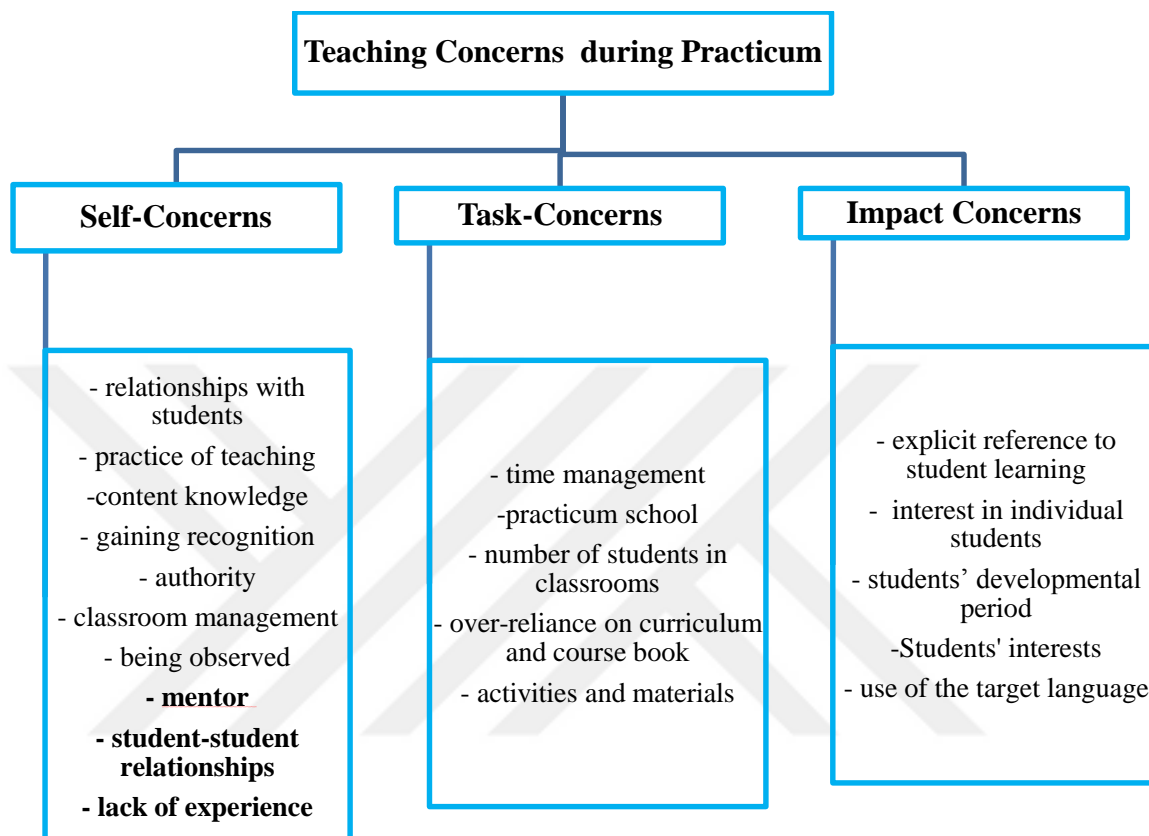 Teaching Concerns during Practicum
Self-Concerns
- relationships with
students
- practice of teaching
-content knowledge
- gaining recognition
- authority
- classroom management
- being observed
- mentor
- student-student
relationships
- lack of experience
Task-Concerns
- time management
-practicum school
- number of students in
classrooms
- over-reliance on curriculum
and course book
- activities and materials
Impact Concerns
- explicit reference to
student learning
- interest in individual
students
- students’ developmental
period
-Students' interests
- use of the target language